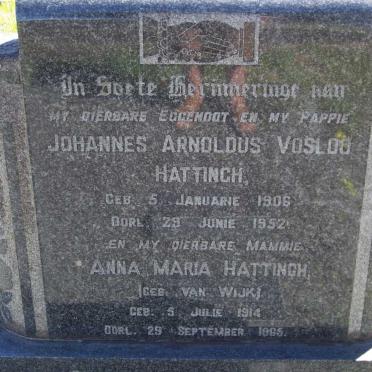 In Soete Herinneringe aan
MY DIERBARE EGGENOOT EN MY PAPPIE
JOHANNES ARNOLDUS VOSLOO
HATTINGH,
GEB. 5 JANUARIE 1906
OORL. 29 JUNIE 1952.
EN MY DIERBARE MAMMIE
ANNA MARIA HATTINGH,
(GEB. VAN WIJK)
GEB. 5 JULIE 1914
OORL. 29 SEPTEMBER 1965.